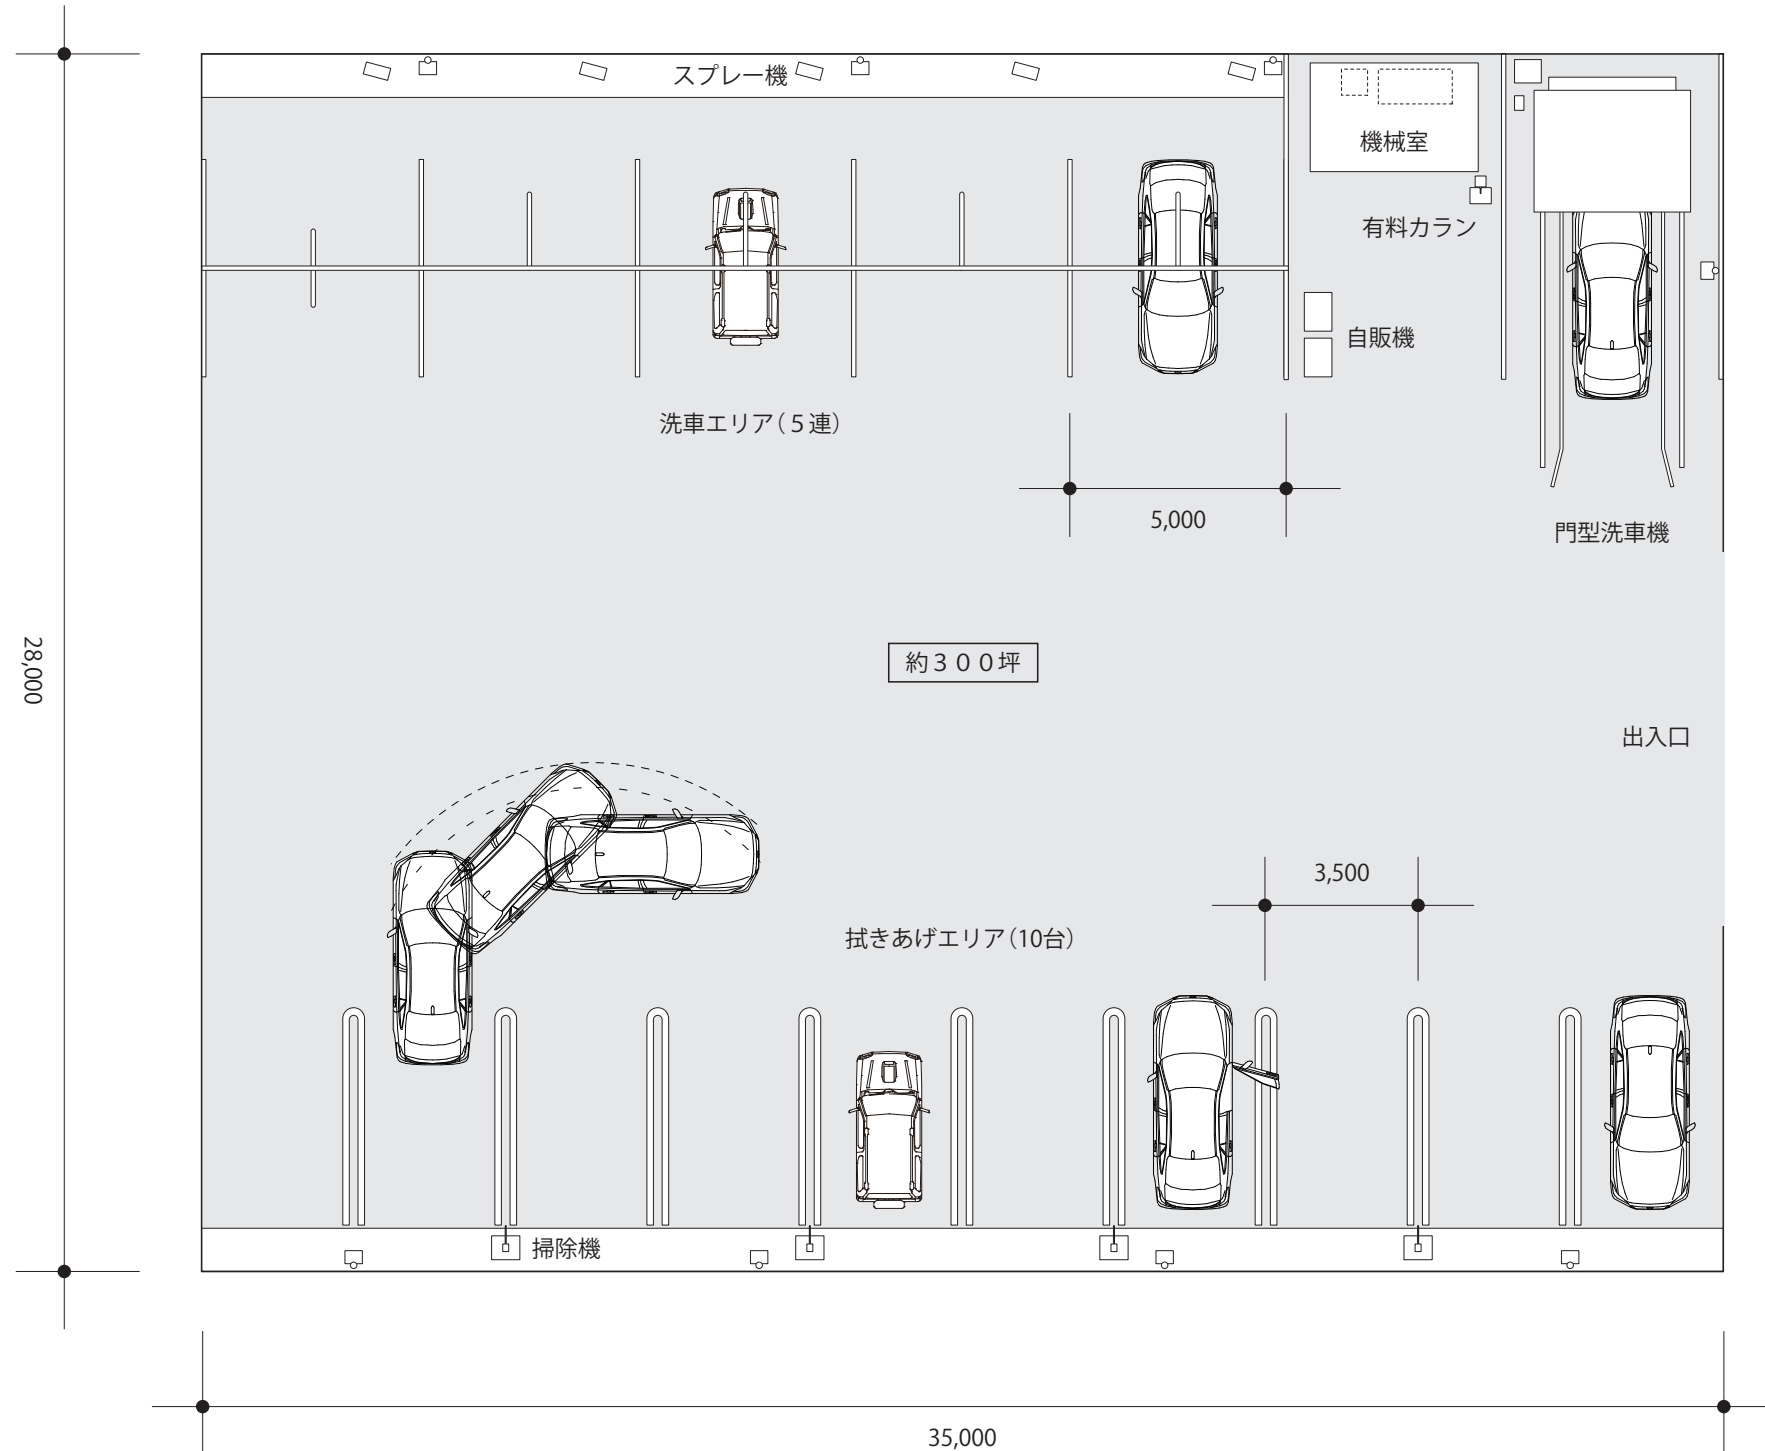 スプレー機
機械室
有料カラン
自販機
洗車エリア（５連）
5,000
門型洗車機
28,000
約３００坪
出入口
3,500
拭きあげエリア（10台）
掃除機
35,000